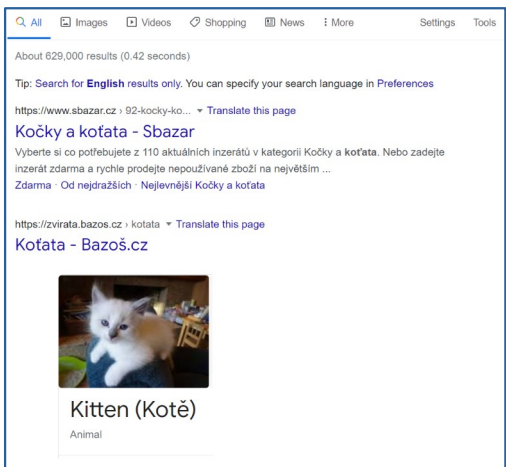 All Images Videos Shopping News More Settings Tools
About 629,000 results (0.42 seconds)
Tip: Search for English results only. You can specify your search language in Preferences
https://www.sbazar.cz › 92-kocky-ko... Translate this page
Kočky a koťata - Sbazar
Vyberte si co potřebujete z 110 aktuálních inzerátů v kategorii Kočky a koťata. Nebo zadejte
inzerát zdarma a rychle prodejte nepoužívané zboží na největším ...
Zdarma · Od nejdražších · Nejlevnější Kočky a koťata
https://zvirata.bazos.cz › kotata Translate this page
Koťata - Bazoš.cz
Kitten (Kotě)
Animal